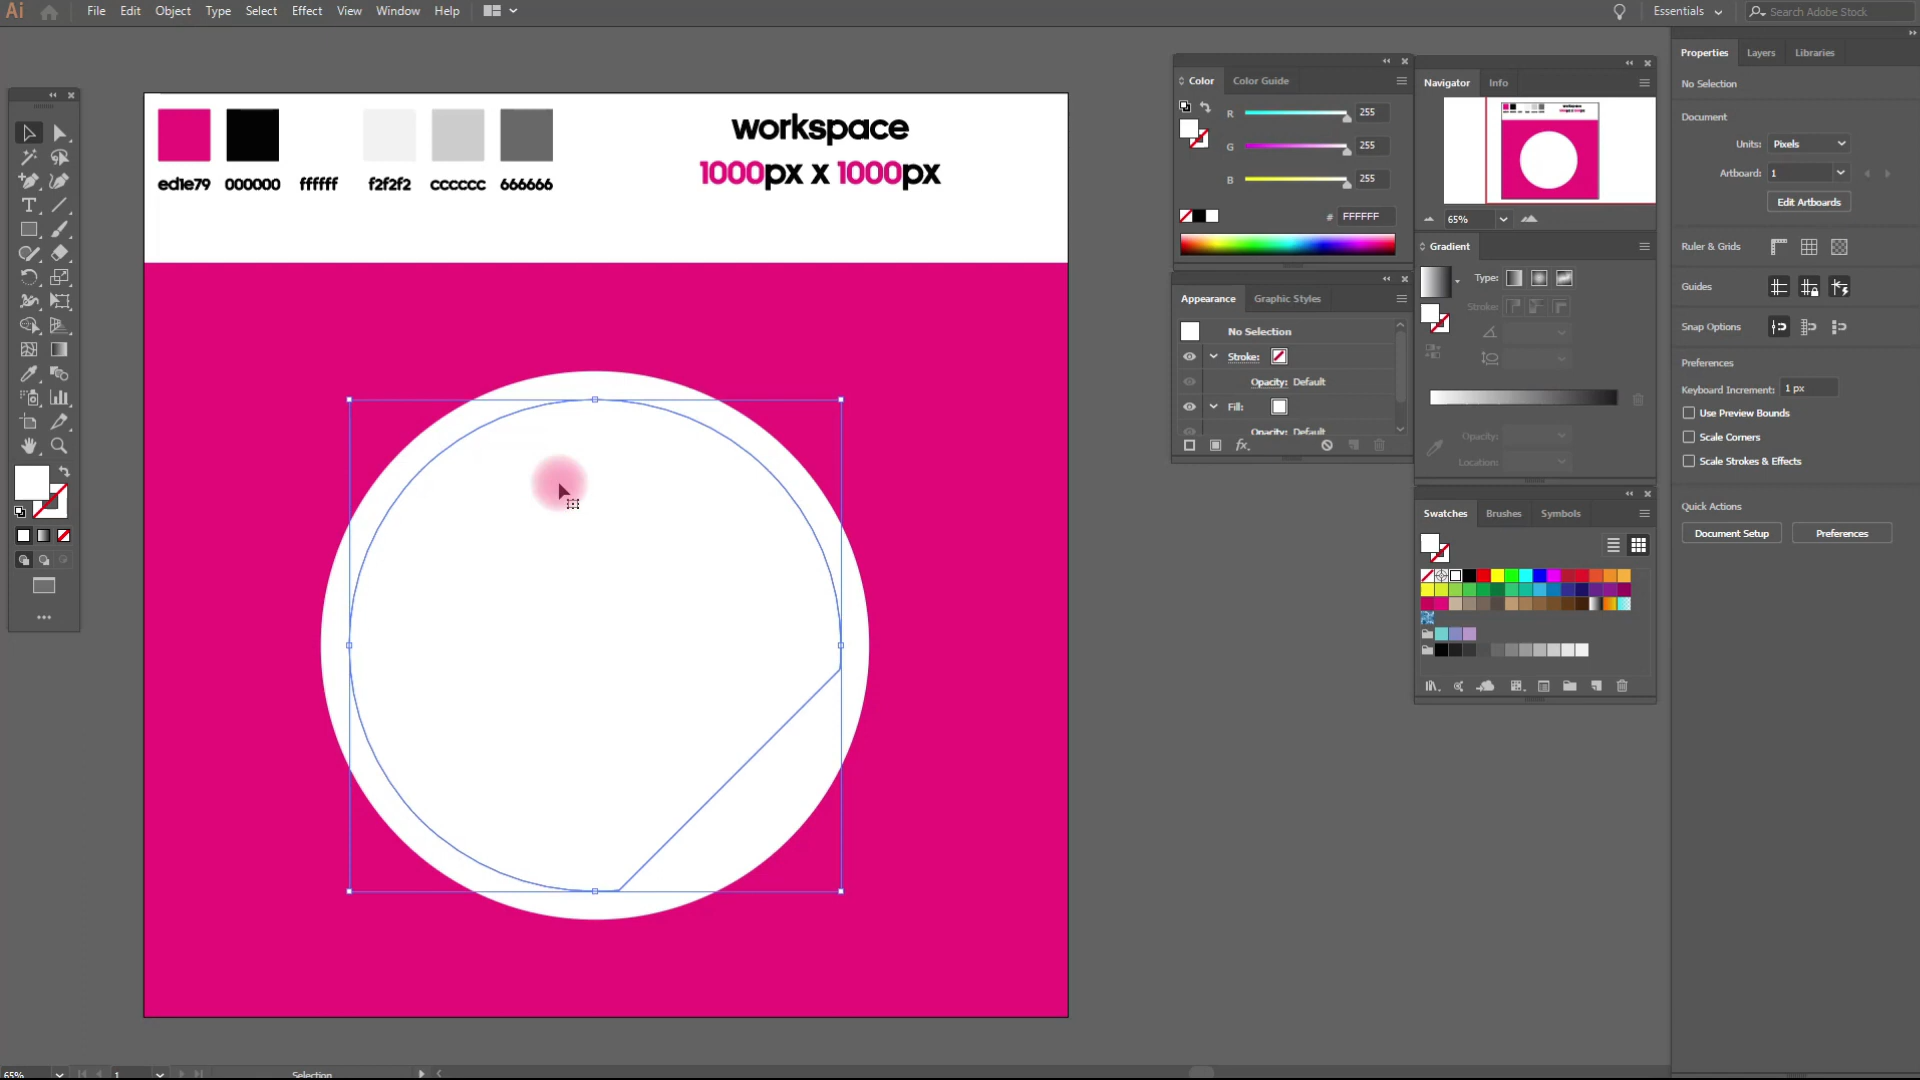 Ai File Edit Object Type Select Effect View Window Help Essentials Search Adobe Stock
workspace
1000px x 1000px
ed1e79 000000 ffffff f2f2f2 cccccc 666666
Color Color Guide
R 255
G 255
B 255
# FFFFFF
Appearance Graphic Styles
No Selection
Stroke:
Opacity: Default
Fill:
Opacity: Default
fx
Navigator Info
workspace
65%
Gradient
Type:
Stroke:
Opacity:
Location:
Swatches Brushes Symbols
Properties Layers Libraries
No Selection
Document
Units: Pixels
Artboard: 1
Edit Artboards
Ruler & Grids
Guides
Snap Options
Preferences
Keyboard Increment: 1 px
Use Preview Bounds
Scale Corners
Scale Strokes & Effects
Quick Actions
Document Setup Preferences
65% 1 Selection